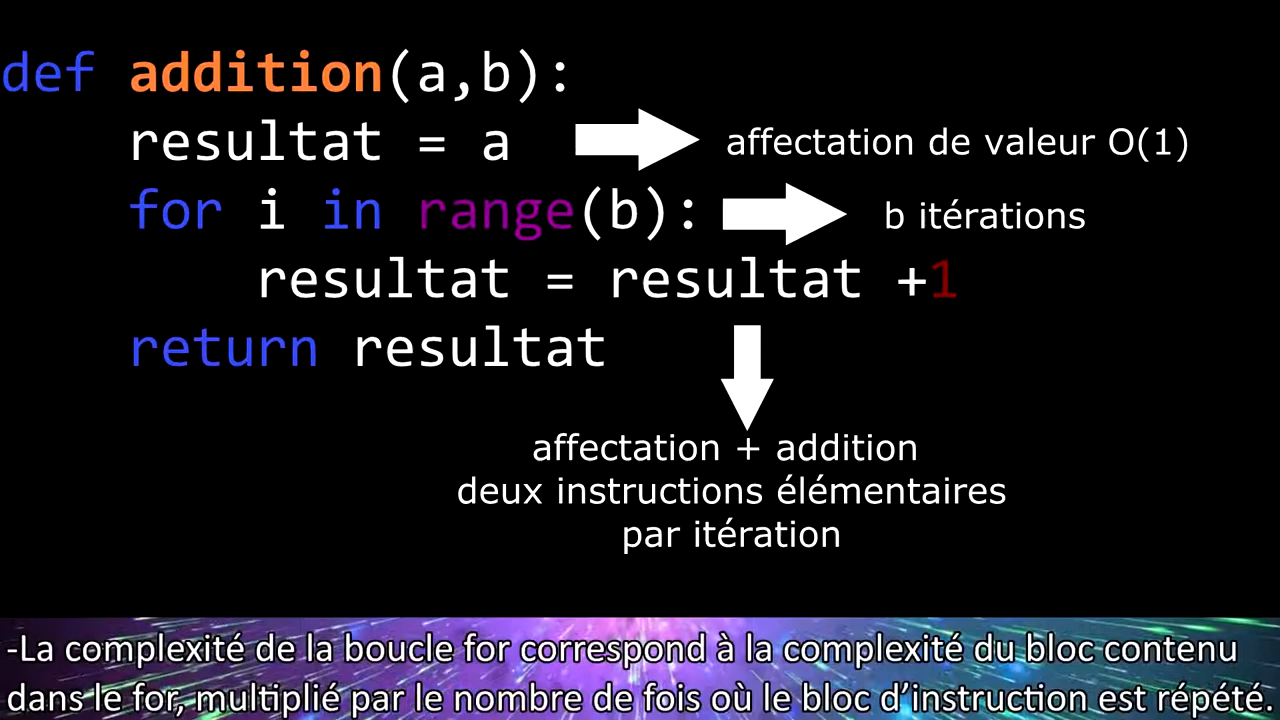 def addition(a,b):
resultat = a
affectation de valeur O(1)
for i in range(b):
b itérations
resultat = resultat +1
return resultat
affectation + addition
deux instructions élémentaires
par itération
-La complexité de la boucle for correspond à la complexité du bloc contenu
dans le for, multiplié par le nombre de fois où le bloc d’instruction est répété.